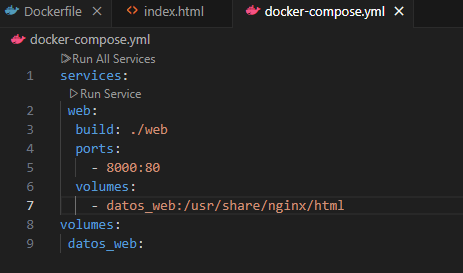 Dockerfile index.html docker-compose.yml
docker-compose.yml
Run All Services
1 services:
Run Service
2 web:
3 build: ./web
4 ports:
5 - 8000:80
6 volumes:
7 - datos_web:/usr/share/nginx/html
8 volumes:
9 datos_web: